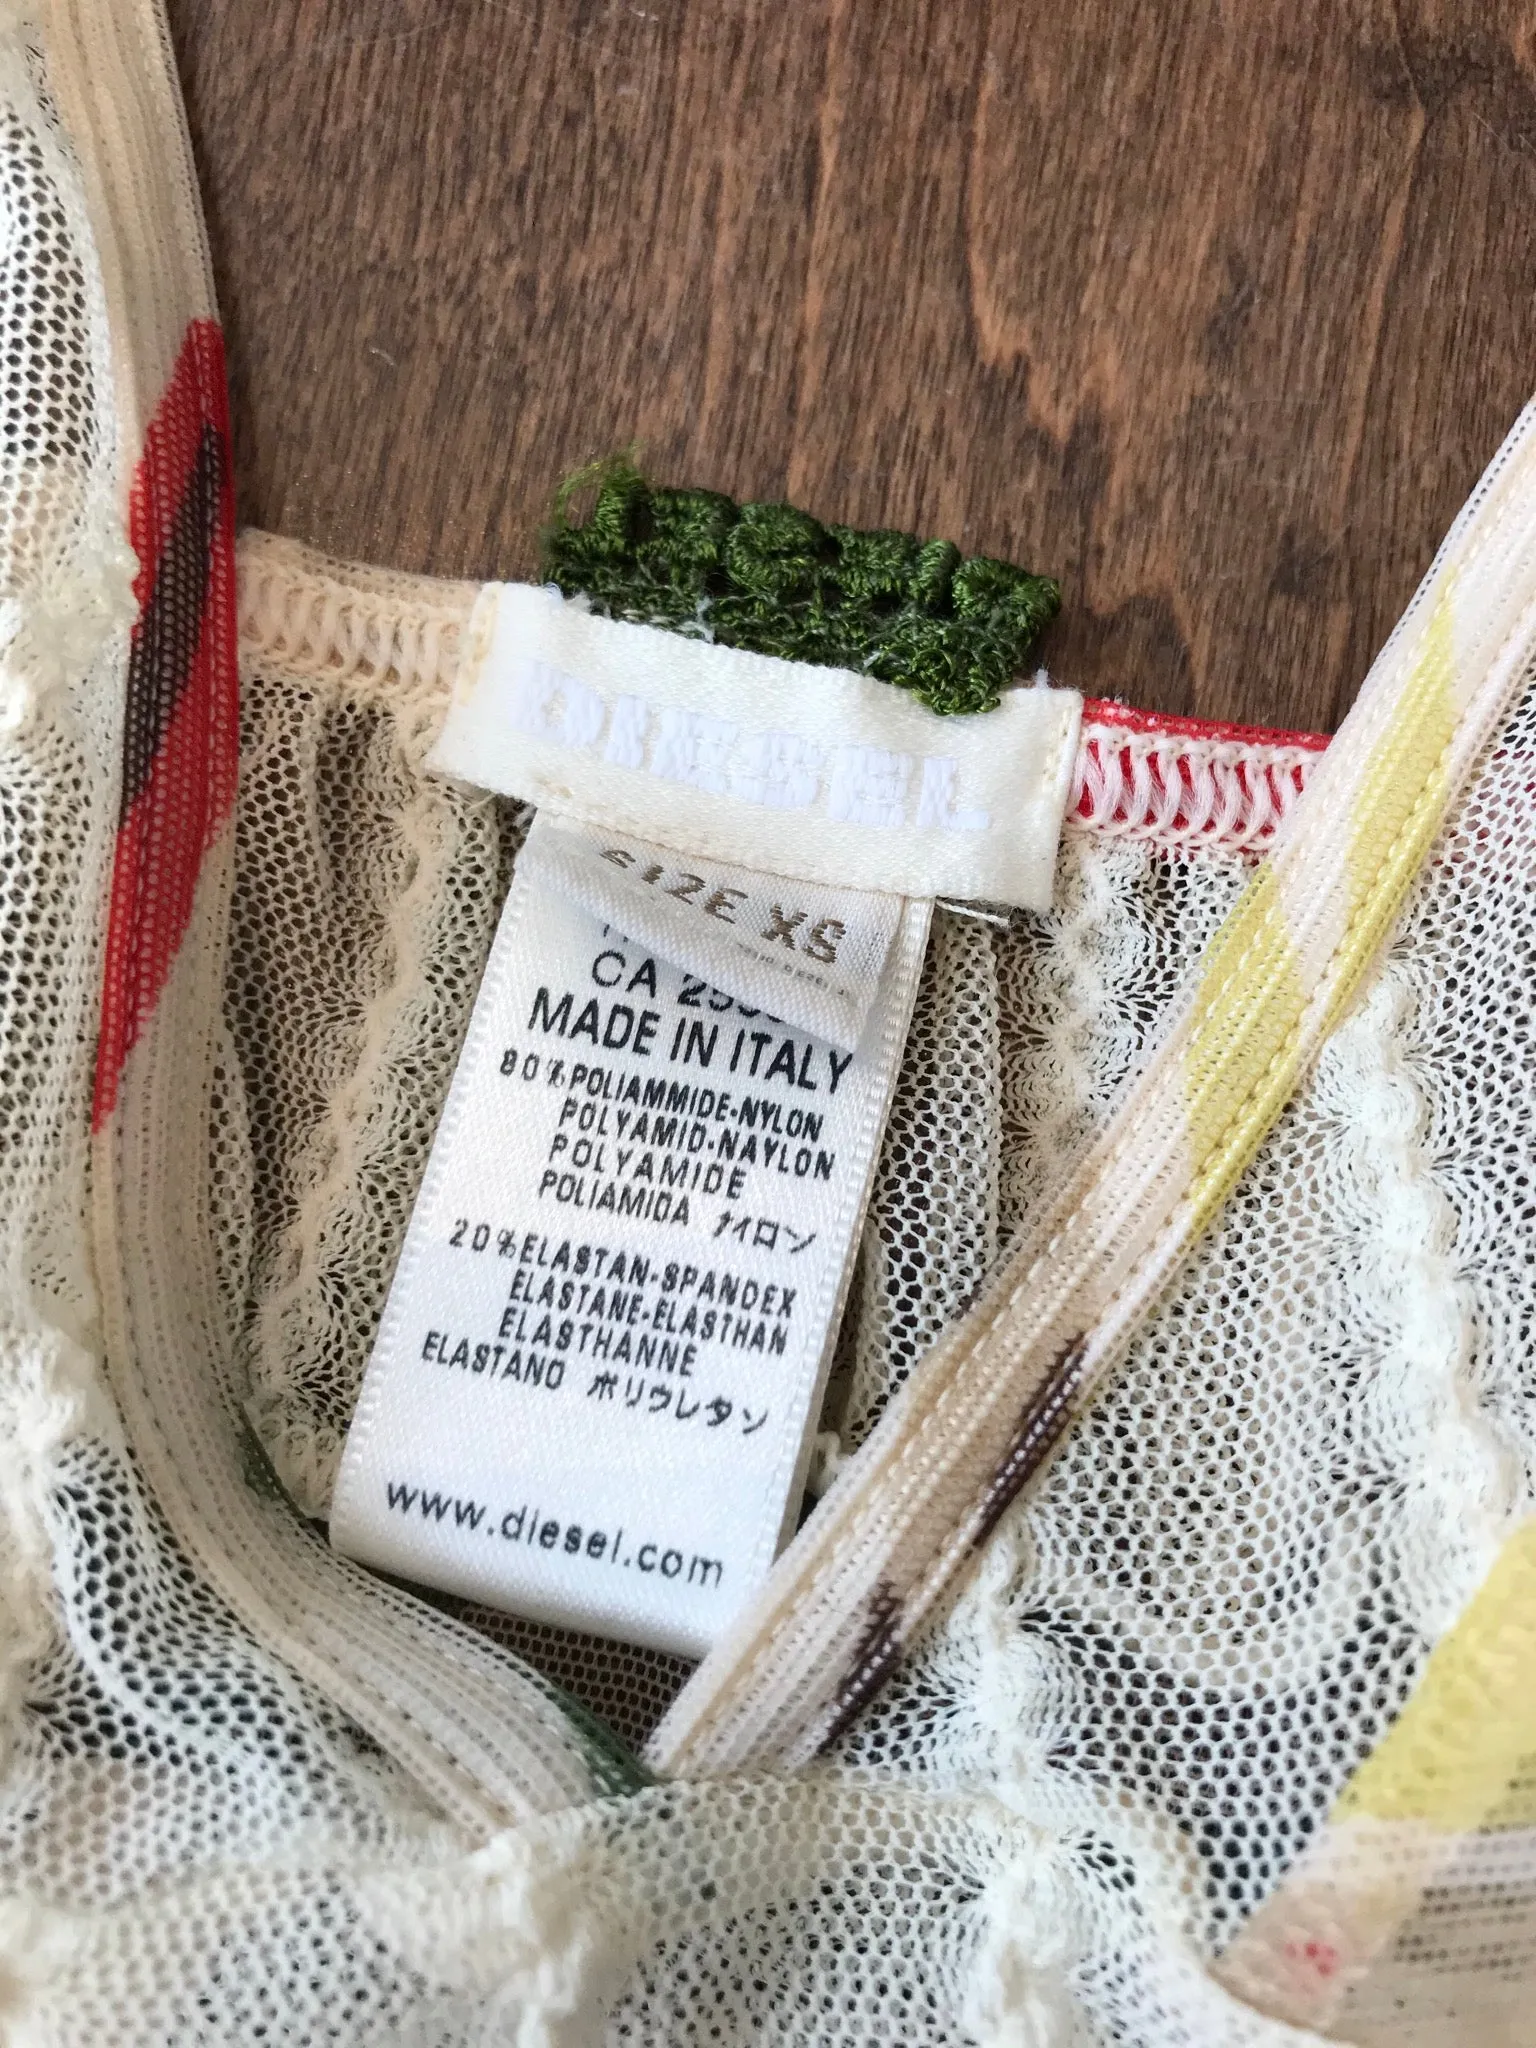 DIESEL
SIZE XS
MADE IN ITALY
80% POLIAMMIDE-NYLON
POLYAMID-NAYLON
POLYAMIDE
POLIAMIDA ナイロン
20% ELASTAN-SPANDEX
ELASTANE-ELASTHAN
ELASTHANNE
ELASTANO ポリウレタン
www.diesel.com